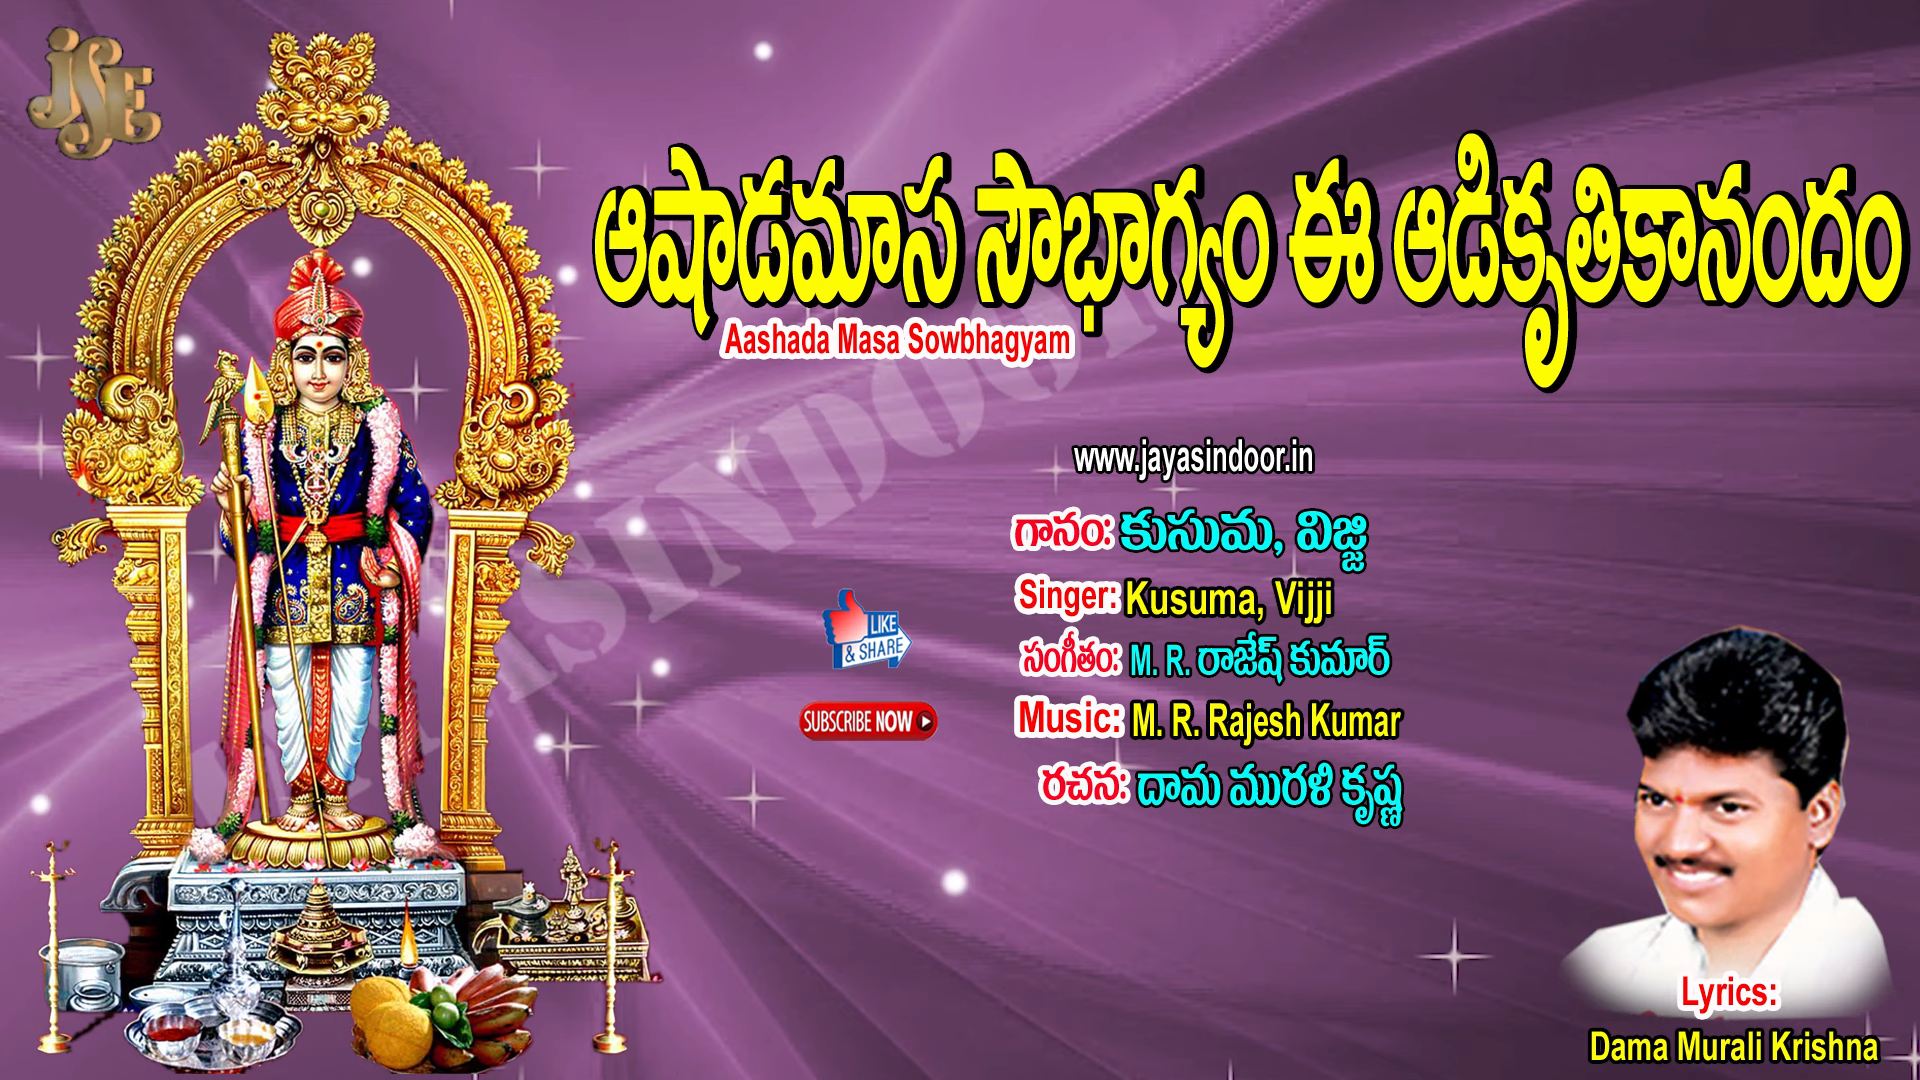 JSE
ఆషాడమాస సౌభాగ్యం ఈ ఆడికృతికానందం
Aashada Masa Sowbhagyam
www.jayasindoor.in
గానం: కుసుమ, విజ్జి
Singer: Kusuma, Vijji
LIKE
& SHARE
సంగీతం: M. R. రాజేష్ కుమార్
SUBSCRIBE NOW
Music: M. R. Rajesh Kumar
రచన: దామ మురళి కృష్ణ
Lyrics:
Dama Murali Krishna